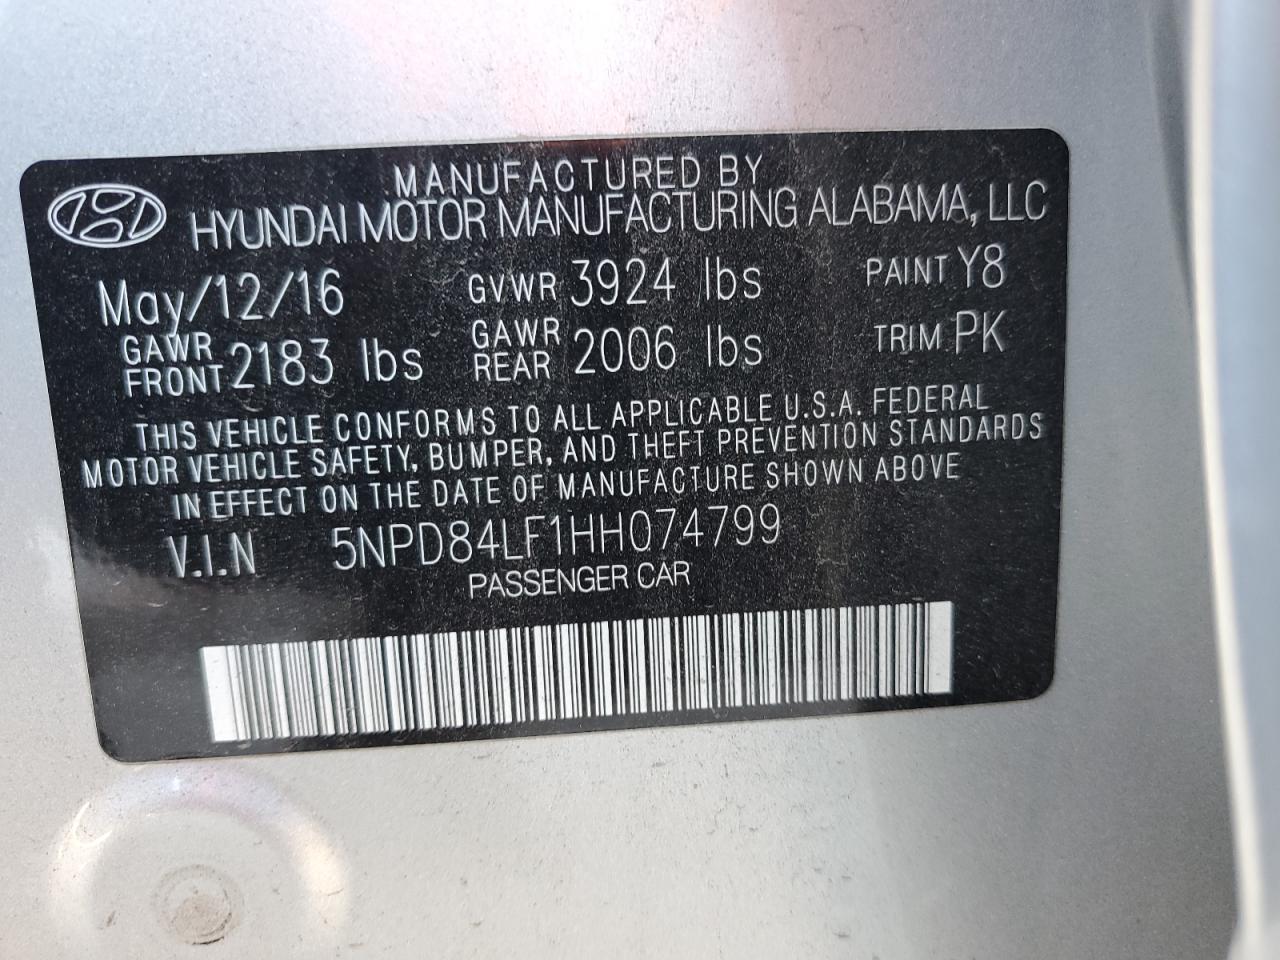 MANUFACTURED BY
HYUNDAI MOTOR MANUFACTURING ALABAMA, LLC
May/12/16 GVWR 3924 lbs PAINT Y8
GAWR FRONT 2183 lbs GAWR REAR 2006 lbs TRIM PK
THIS VEHICLE CONFORMS TO ALL APPLICABLE U.S.A. FEDERAL
MOTOR VEHICLE SAFETY, BUMPER, AND THEFT PREVENTION STANDARDS
IN EFFECT ON THE DATE OF MANUFACTURE SHOWN ABOVE
V.I.N 5NPD84LF1HH074799
PASSENGER CAR